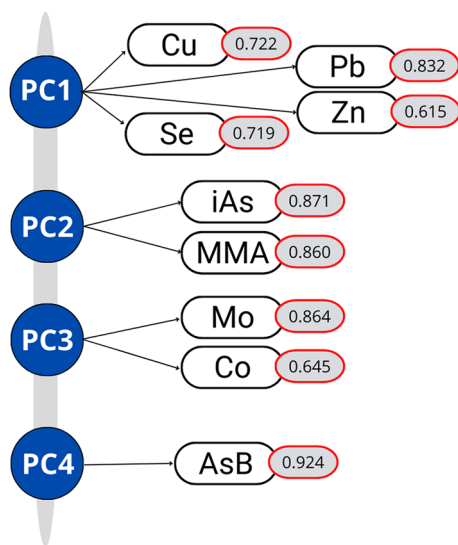 PC1
Cu 0.722
Pb 0.832
Zn 0.615
Se 0.719
PC2
iAs 0.871
MMA 0.860
PC3
Mo 0.864
Co 0.645
PC4
AsB 0.924